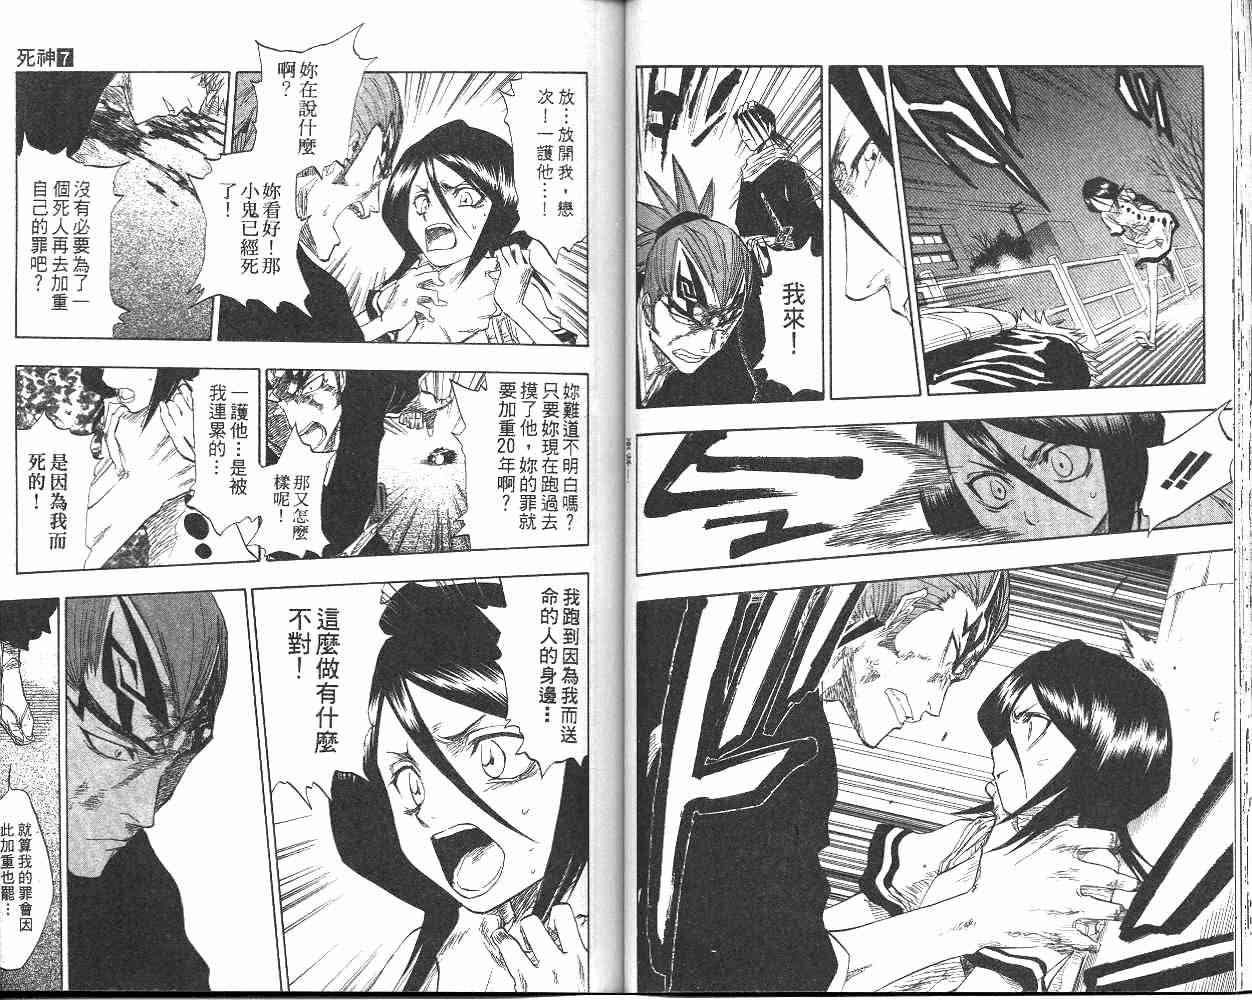 我來！
死神7
放…放開我，戀
次！一護他…！
妳在說什麼
啊？
妳看好！那
小鬼已經死
了！
沒有必要為了一
個死人再去加重
自己的罪吧？
妳難道不明白嗎？
只要妳現在跑過去
摸了他，妳的罪就
要加重20年啊？
那又怎麼
樣呢！
一護他…是被
我連累的…
是因為我而
死的！
我跑到因為我而送
命的人的身邊…
這麼做有什麼
不對！
就算我的罪會因
此加重也罷…